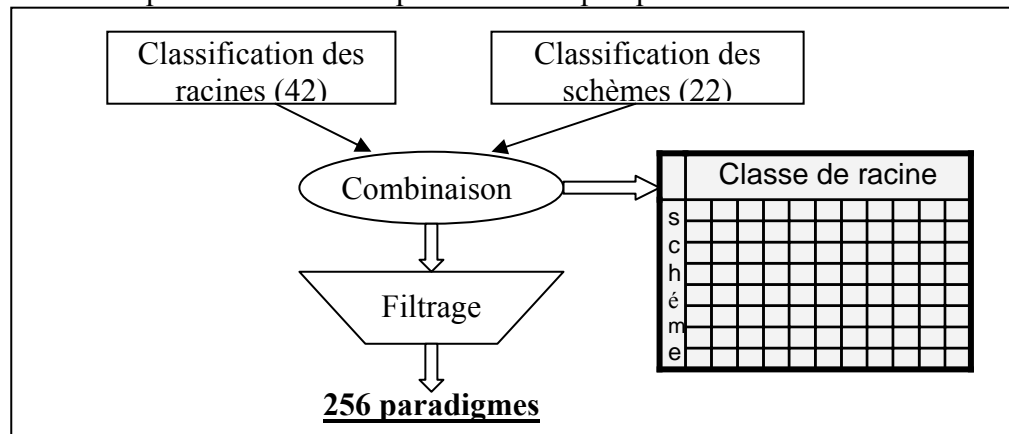 Classification des
racines (42)
Classification des
schèmes (22)
Combinaison
Classe de racine
s
c
h
é
m
e
Filtrage
256 paradigmes